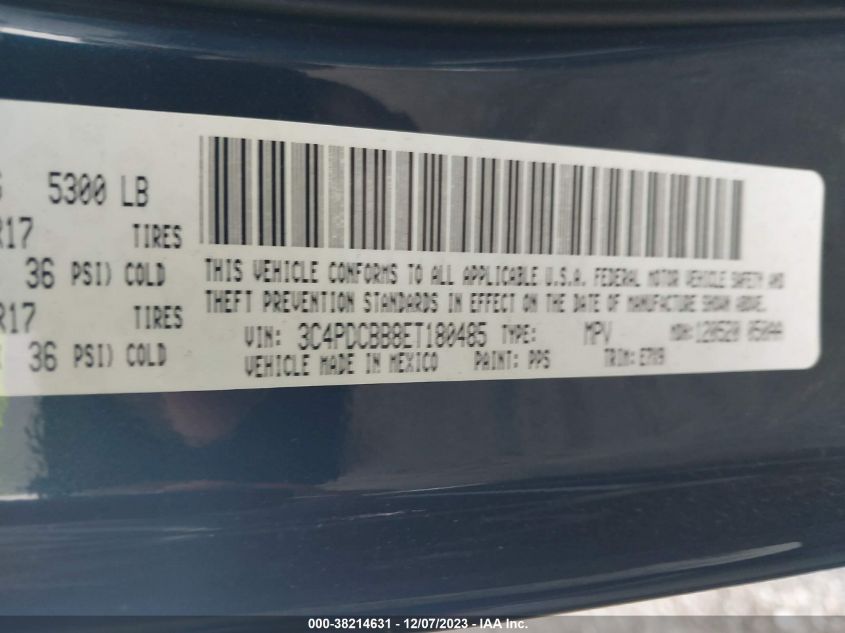 5300 LB
R17 TIRES
36 PSI) COLD
R17 TIRES
36 PSI) COLD
THIS VEHICLE CONFORMS TO ALL APPLICABLE U.S.A. FEDERAL MOTOR VEHICLE SAFETY AND
THEFT PREVENTION STANDARDS IN EFFECT ON THE DATE OF MANUFACTURE SHOWN ABOVE.
VIN: 3C4PDCBB8ET180485 TYPE: MPV MDH: 120520 050AA
VEHICLE MADE IN MEXICO PAINT: PPS TRIM: E7X9
000-38214631 - 12/07/2023 - IAA Inc.